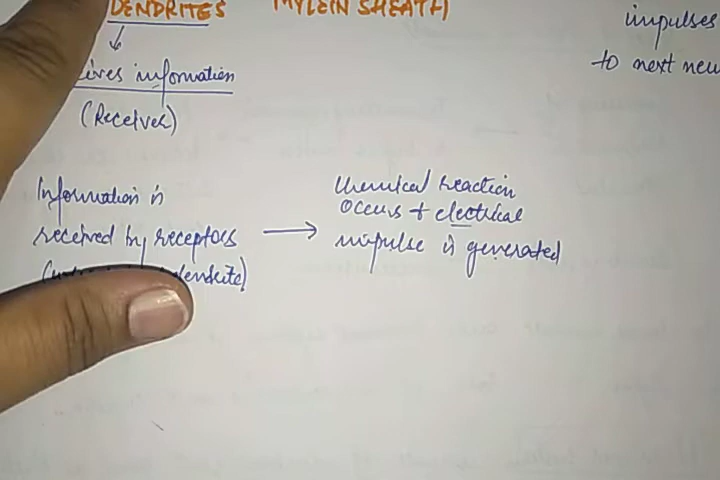 DENDRITES
MYLEIN SHEATH)
impulses
to next neu
ives information
(Receiver)
Information is
received by receptors
dendrite)
Chemical reaction
occurs + electrical
impulse is generated